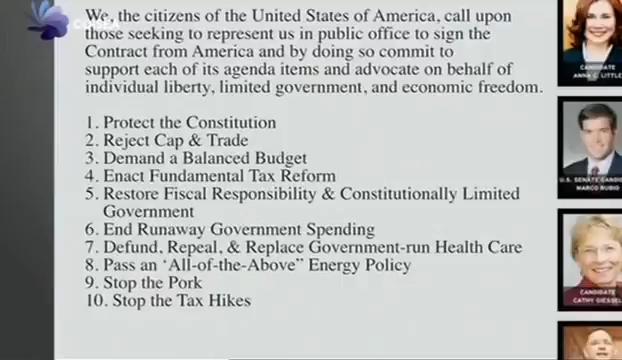 We, the citizens of the United States of America, call upon
those seeking to represent us in public office to sign the
Contract from America and by doing so commit to
support each of its agenda items and advocate on behalf of
individual liberty, limited government, and economic freedom.
1. Protect the Constitution
2. Reject Cap & Trade
3. Demand a Balanced Budget
4. Enact Fundamental Tax Reform
5. Restore Fiscal Responsibility & Constitutionally Limited
Government
6. End Runaway Government Spending
7. Defund, Repeal, & Replace Government-run Health Care
8. Pass an ‘All-of-the-Above” Energy Policy
9. Stop the Pork
10. Stop the Tax Hikes
CANDIDATE
ANNA C. LITTLE
U.S. SENATE CANDI
MARCO RUBIO
CANDIDATE
CATHY GIESSEL